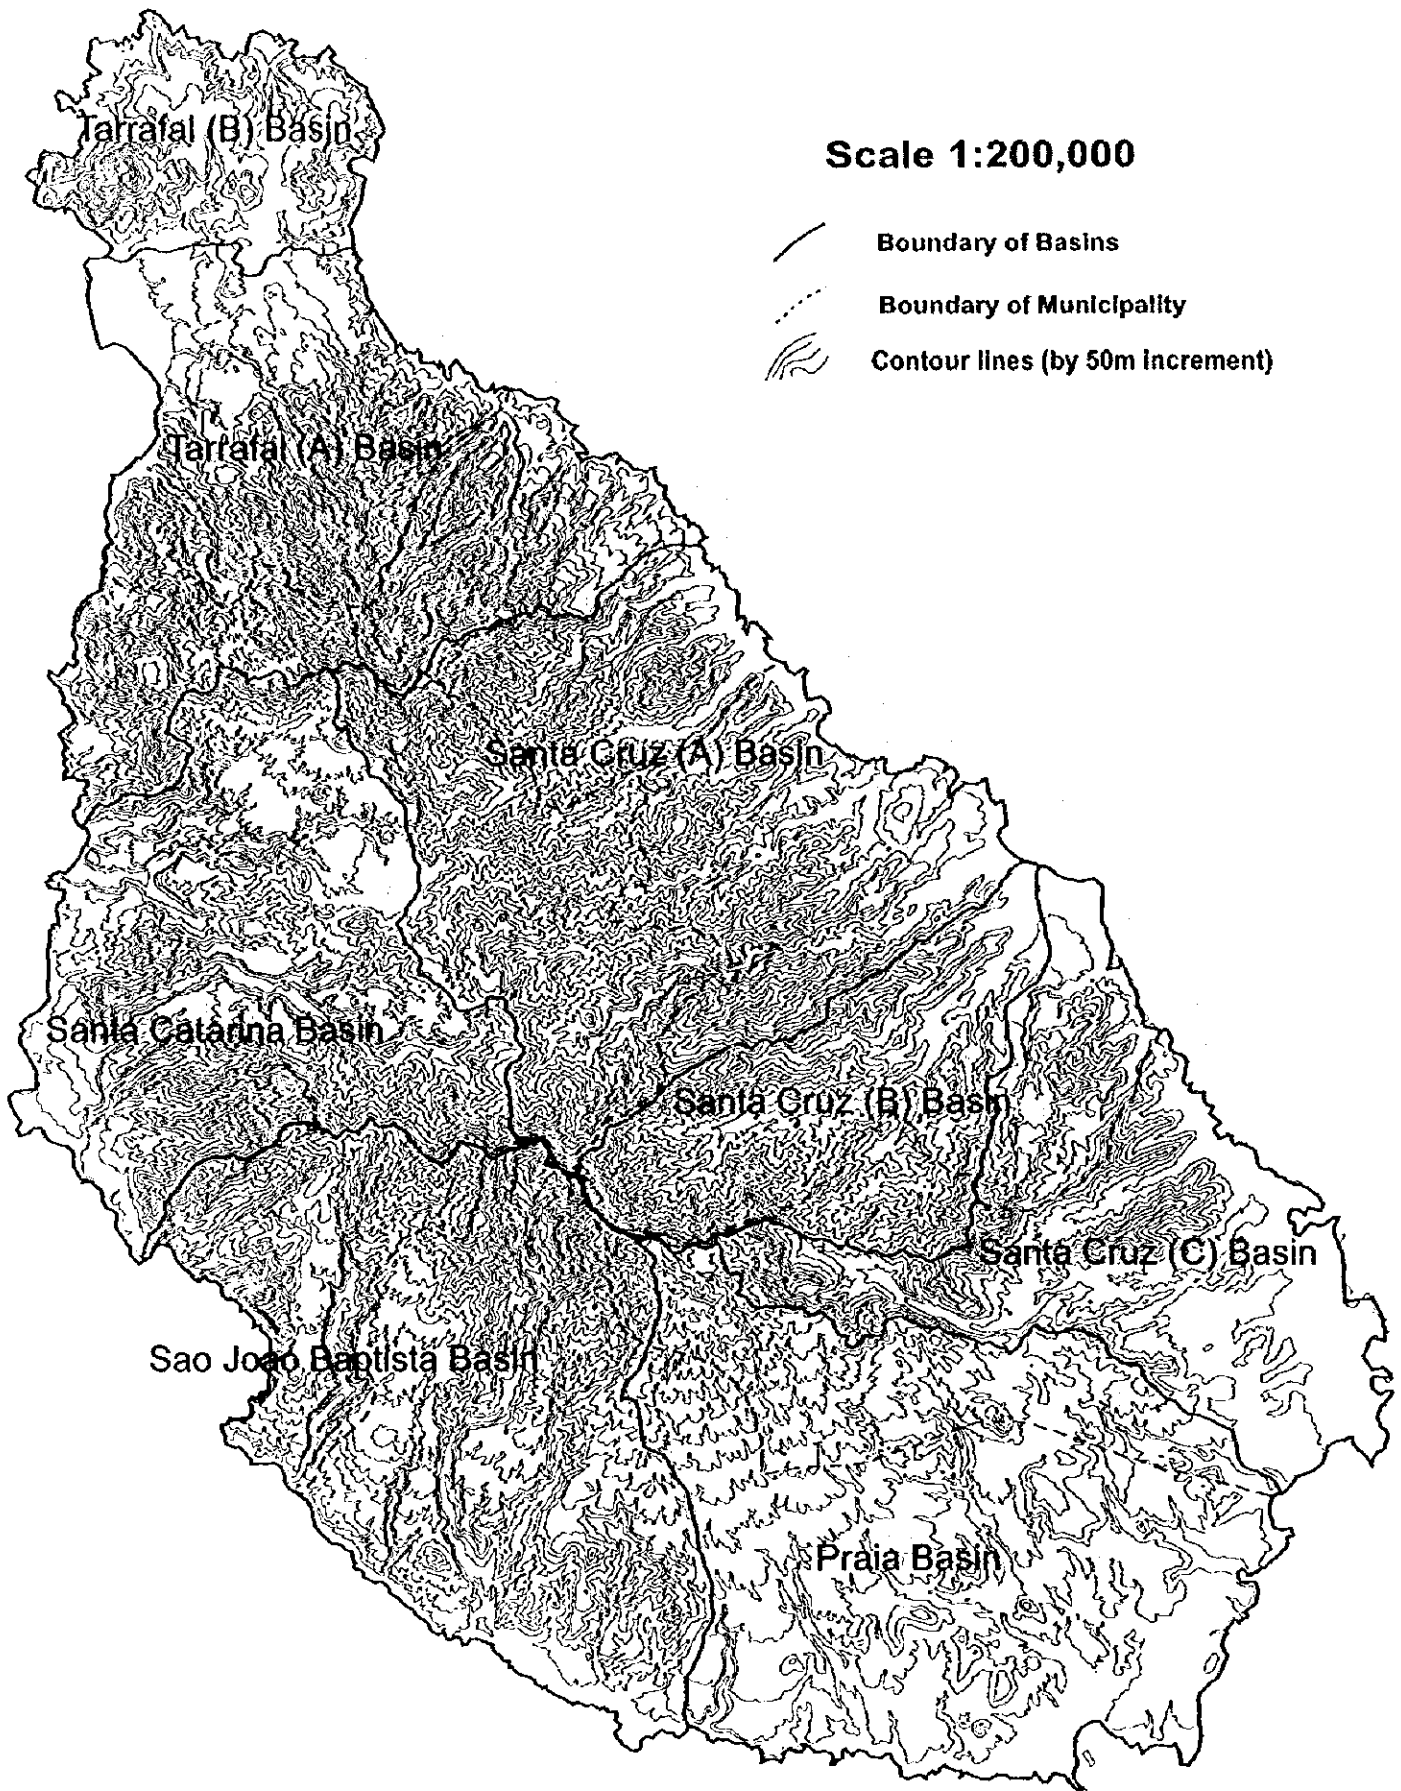 Tarrafal (B) Basin
Scale 1:200,000
Boundary of Basins
Boundary of Municipality
Contour lines (by 50m increment)
Tarrafal (A) Basin
Santa Cruz (A) Basin
Santa Catarina Basin
Santa Cruz (B) Basin
Santa Cruz (C) Basin
Sao Joao Baptista Basin
Praia Basin